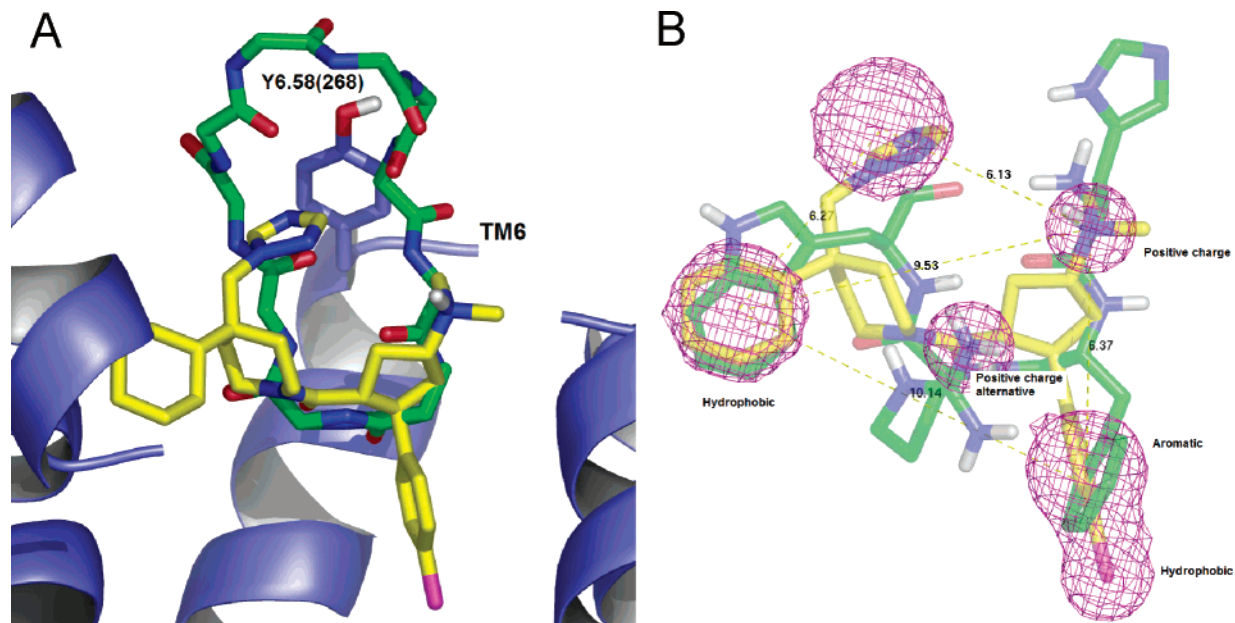 A
Y6.58(268)
TM6
B
6.13
6.27
Positive charge
9.53
6.37
Positive charge
alternative
10.14
Hydrophobic
Aromatic
Hydrophobic